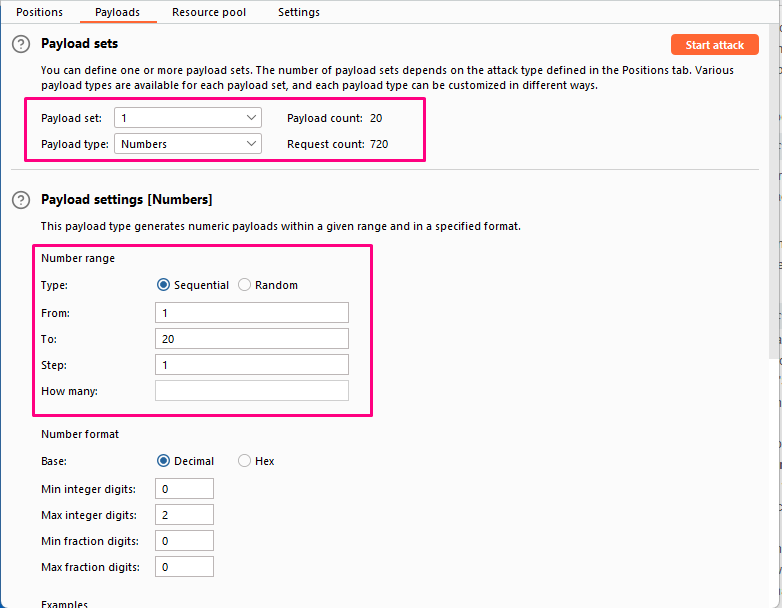 Positions Payloads Resource pool Settings
Payload sets Start attack
You can define one or more payload sets. The number of payload sets depends on the attack type defined in the Positions tab. Various
payload types are available for each payload set, and each payload type can be customized in different ways.
Payload set: 1 Payload count: 20
Payload type: Numbers Request count: 720
Payload settings [Numbers]
This payload type generates numeric payloads within a given range and in a specified format.
Number range
Type: Sequential Random
From: 1
To: 20
Step: 1
How many:
Number format
Base: Decimal Hex
Min integer digits: 0
Max integer digits: 2
Min fraction digits: 0
Max fraction digits: 0
Examples